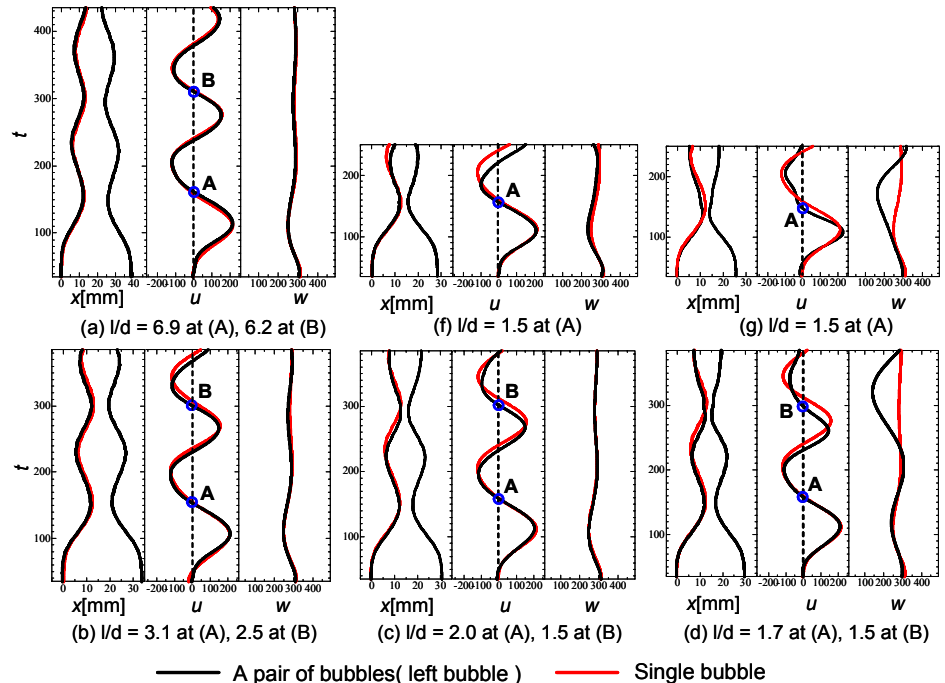 400
300
200
100
t
B
A
0 10 20 30 40
-200-100 0 100 200
100 200 300 400
x[mm] u w
(a) l/d = 6.9 at (A), 6.2 at (B)
200
100
A
0 10 20 30
-200-100 0 100 200
100 200 300 400
x[mm] u w
(f) l/d = 1.5 at (A)
200
100
A
0 10 20 30
-200-100 0 100 200
100 200 300 400
x[mm] u w
(g) l/d = 1.5 at (A)
300
200
100
t
B
A
0 10 20 30
-200-100 0 100 200
100 200 300 400
x[mm] u w
(b) l/d = 3.1 at (A), 2.5 at (B)
300
200
100
B
A
0 10 20 30
-200-100 0 100 200
100 200 300 400
x[mm] u w
(c) l/d = 2.0 at (A), 1.5 at (B)
300
200
100
B
A
0 10 20 30
-200-100 0 100 200
100 200 300 400
x[mm] u w
(d) l/d = 1.7 at (A), 1.5 at (B)
A pair of bubbles( left bubble ) Single bubble